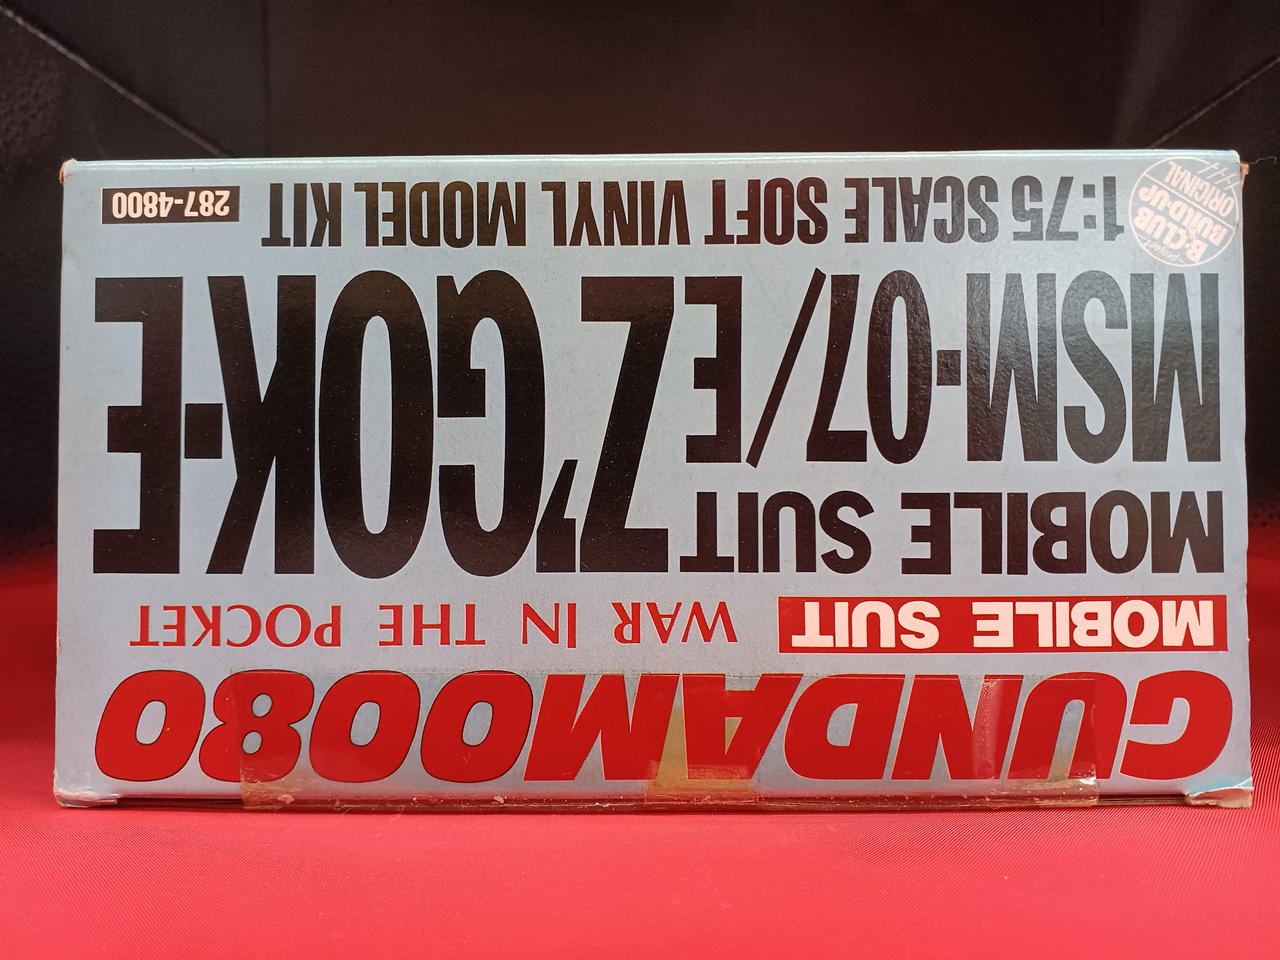 GUNDAM0080
MOBILE SUIT WAR IN THE POCKET
MOBILE SUIT
MSM-07/E Z'GOK-E
1:75 SCALE SOFT VINYL MODEL KIT
287-4800
project
B-CLUB
BUILD-UP
ORIGINAL